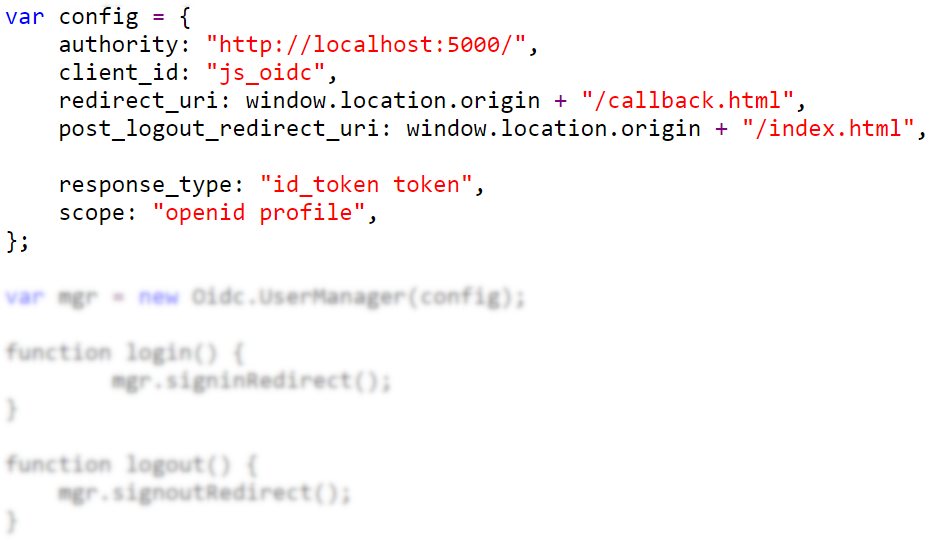 var config = {
    authority: "http://localhost:5000/",
    client_id: "js_oidc",
    redirect_uri: window.location.origin + "/callback.html",
    post_logout_redirect_uri: window.location.origin + "/index.html",
    response_type: "id_token token",
    scope: "openid profile",
};
var mgr = new Oidc.UserManager(config);
function login() {
        mgr.signinRedirect();
}
function logout() {
    mgr.signoutRedirect();
}